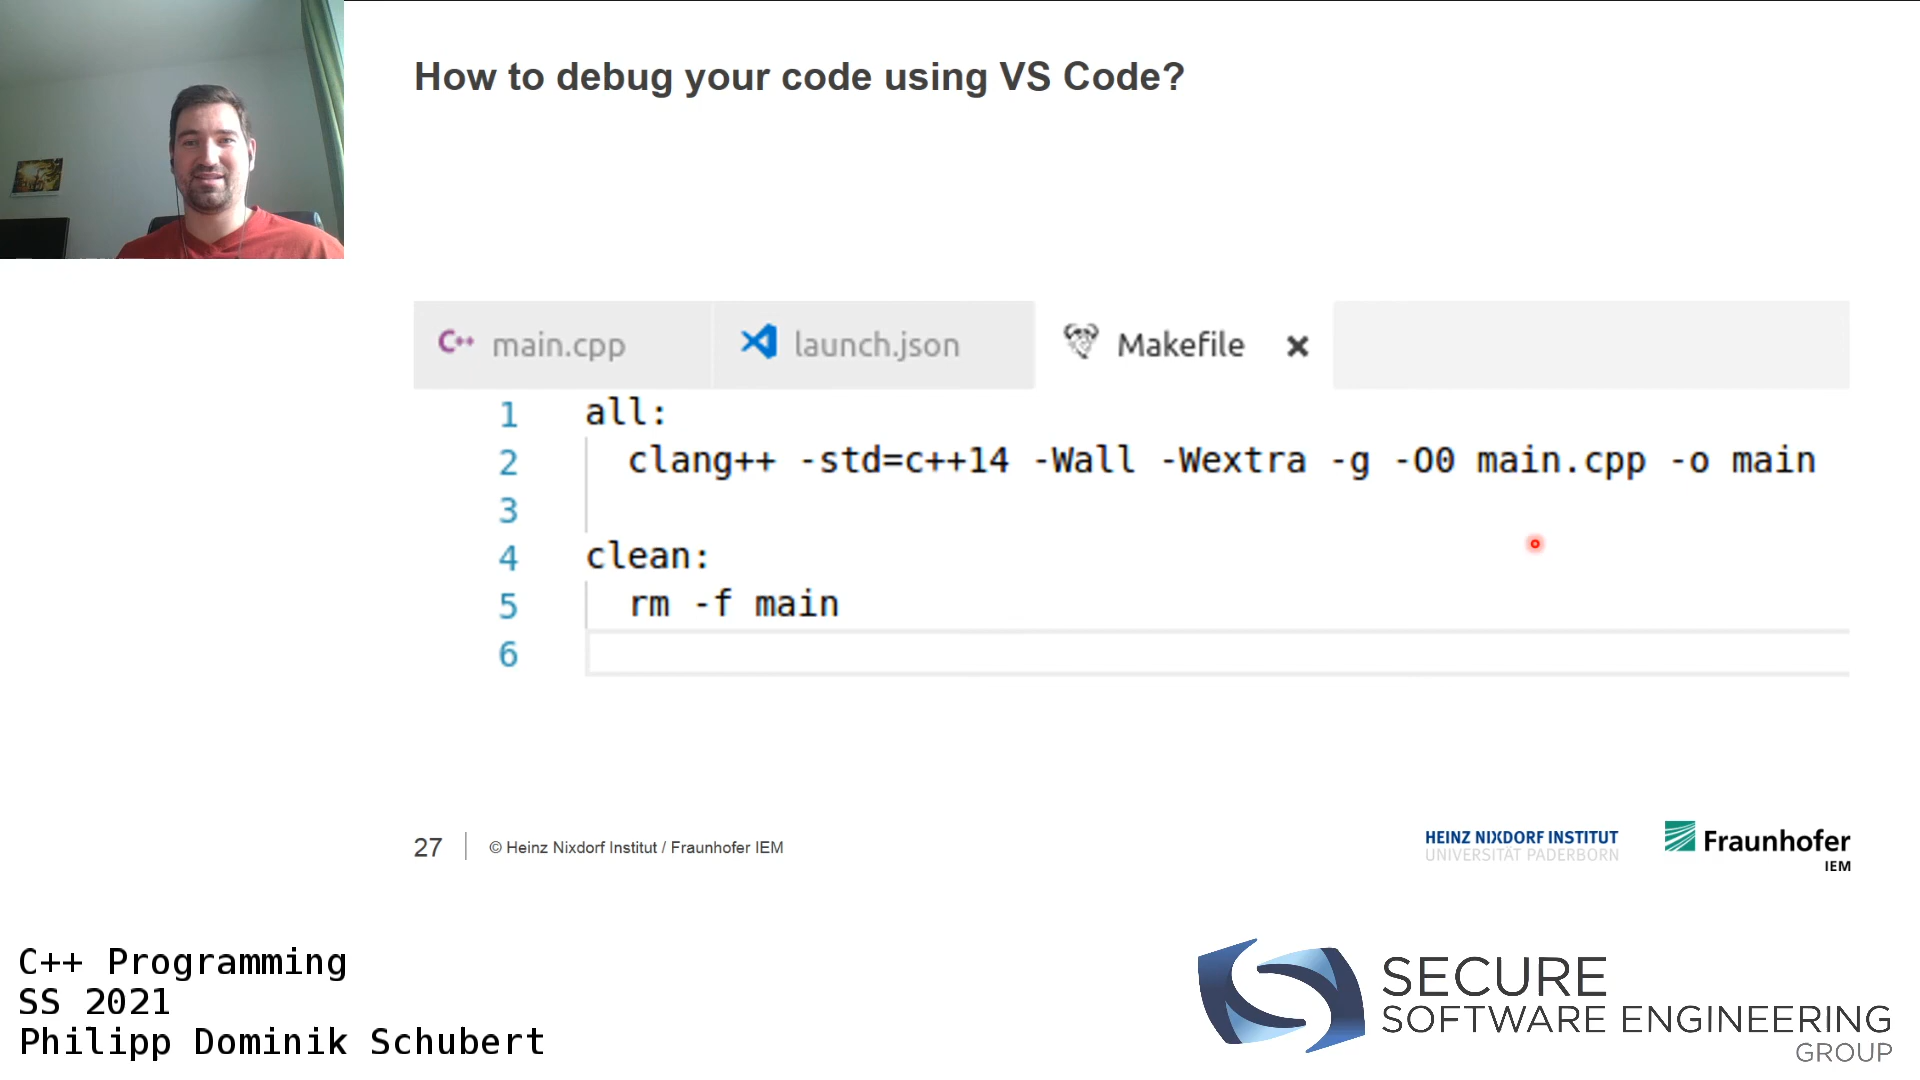 How to debug your code using VS Code?
C++ main.cpp launch.json Makefile ×
1 all:
2 clang++ -std=c++14 -Wall -Wextra -g -O0 main.cpp -o main
3
4 clean:
5 rm -f main
6
27 © Heinz Nixdorf Institut / Fraunhofer IEM
HEINZ NIXDORF INSTITUT
UNIVERSITÄT PADERBORN
Fraunhofer
IEM
C++ Programming
SS 2021
Philipp Dominik Schubert
SECURE
SOFTWARE ENGINEERING
GROUP